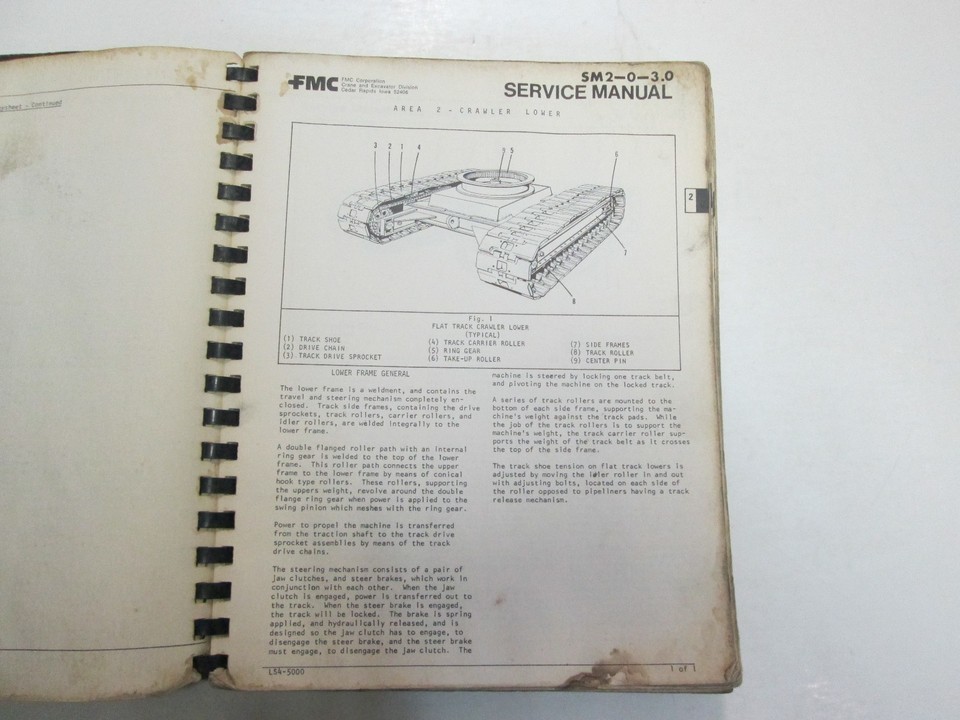 - Continued
FMC
FMC Corporation
Crane and Excavator Division
Cedar Rapids Iowa 52406
SM2-0-3.0
SERVICE MANUAL
AREA 2 - CRAWLER LOWER
3 2 1 4 9 5 6
2
7
8
Fig. 1
FLAT TRACK CRAWLER LOWER
(TYPICAL)
(1) TRACK SHOE
(2) DRIVE CHAIN
(3) TRACK DRIVE SPROCKET
(4) TRACK CARRIER ROLLER
(5) RING GEAR
(6) TAKE-UP ROLLER
(7) SIDE FRAMES
(8) TRACK ROLLER
(9) CENTER PIN
LOWER FRAME GENERAL
The lower frame is a weldment, and contains the
travel and steering mechanism completely en-
closed. Track side frames, containing the drive
sprockets, track rollers, carrier rollers, and
idler rollers, are welded integrally to the
lower frame.
A double flanged roller path with an internal
ring gear is welded to the top of the lower
frame. This roller path connects the upper
frame to the lower frame by means of conical
hook type rollers. These rollers, supporting
the uppers weight, revolve around the double
flange ring gear when power is applied to the
swing pinion which meshes with the ring gear.
Power to propel the machine is transferred
from the traction shaft to the track drive
sprocket assemblies by means of the track
drive chains.
The steering mechanism consists of a pair of
jaw clutches, and steer brakes, which work in
conjunction with each other. When the jaw
clutch is engaged, power is transferred out to
the track. When the steer brake is engaged,
the track will be locked. The brake is spring
applied, and hydraulically released, and is
designed so the jaw clutch has to engage, to
disengage the steer brake, and the steer brake
must engage, to disengage the jaw clutch. The
machine is steered by locking one track belt,
and pivoting the machine on the locked track.
A series of track rollers are mounted to the
bottom of each side frame, supporting the ma-
chine's weight against the track pads. While
the job of the track rollers is to support the
machine's weight, the track carrier roller sup-
ports the weight of the track belt as it crosses
the top of the side frame.
The track shoe tension on flat track lowers is
adjusted by moving the idler roller in and out
with adjusting bolts, located on each side of
the roller opposed to pipeliners having a track
release mechanism.
LS4-5000
1 of 1